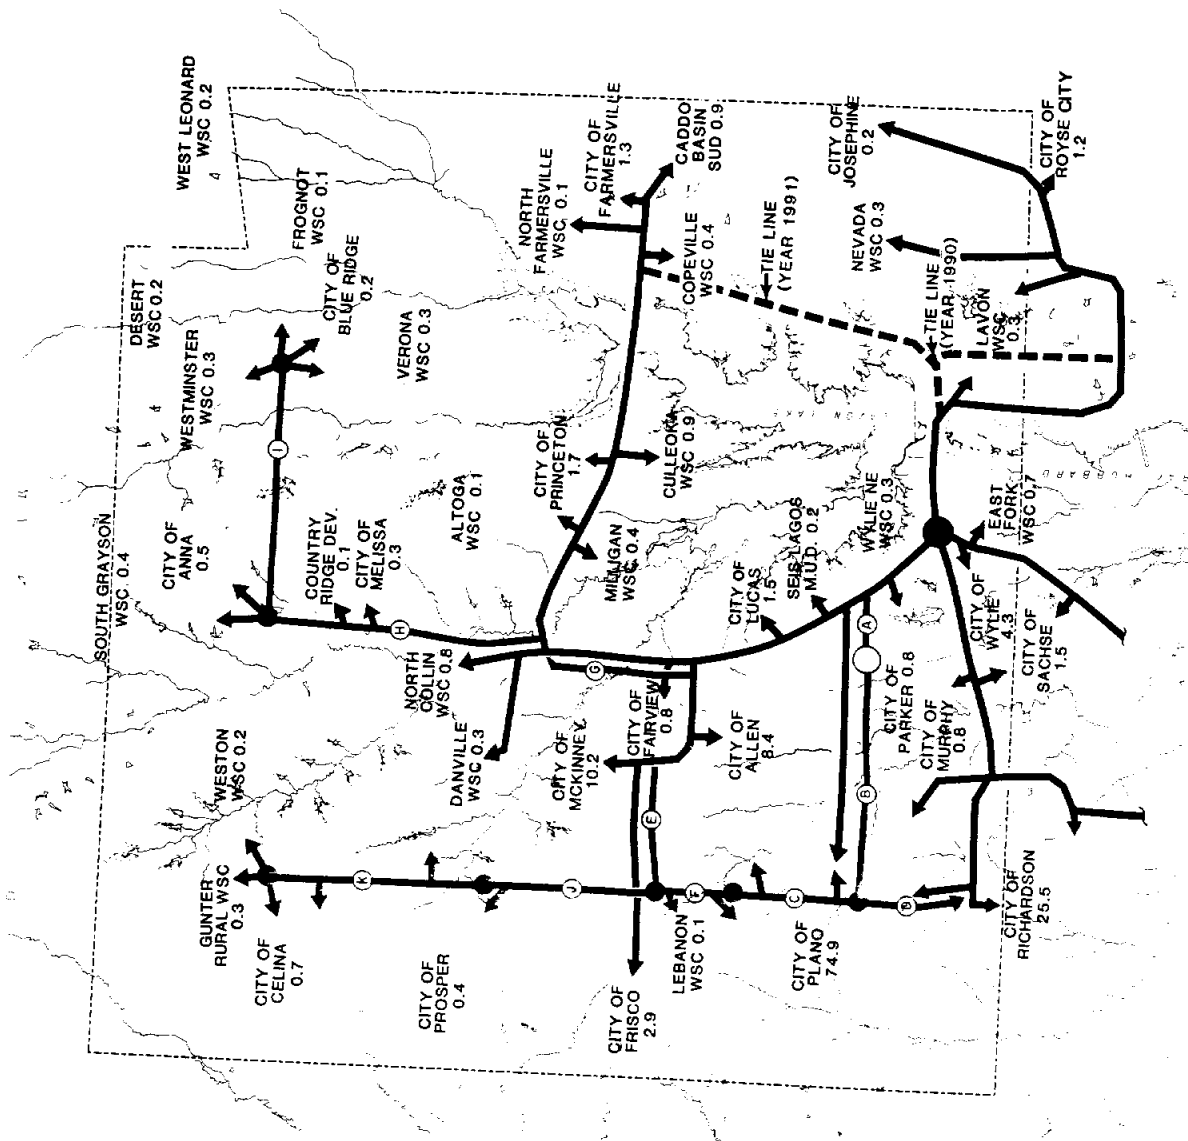 WEST LEONARD
WSC 0.2
FROGNOT
WSC 0.1
CITY OF
BLUE RIDGE
0.2
DESERT
WSC 0.2
WESTMINSTER
WSC 0.3
VERONA
WSC 0.3
SOUTH GRAYSON
WSC 0.4
CITY OF
ANNA
0.5
COUNTRY
RIDGE DEV.
0.1
CITY OF
MELISSA
0.3
ALTOGA
WSC 0.1
NORTH
FARMERSVILLE
WSC 0.1
CITY OF
FARMERSVILLE
1.3
CADDO
BASIN
SUD 0.9
COPEVILLE
WSC 0.4
TIE LINE
(YEAR 1991)
CITY OF
JOSEPHINE
0.2
CITY OF
ROYSE CITY
1.2
NEVADA
WSC 0.3
TIE LINE
(YEAR 1990)
LAVON
WSC
0.3
CITY OF
PRINCETON
1.7
CULLEOKA
WSC 0.9
MILLIGAN
WSC 0.4
CITY OF
LUCAS
1.5
SEIS LAGOS
M.U.D. 0.2
WYLIE NE
WSC 0.3
EAST
FORK
WSC 0.7
CITY OF
WYLIE
4.3
CITY OF
SACHSE
1.5
NORTH
COLLIN
WSC 0.8
WESTON
WSC 0.2
DANVILLE
WSC 0.3
CITY OF
MCKINNEY
10.2
CITY OF
FAIRVIEW
0.8
CITY OF
ALLEN
8.4
CITY OF
PARKER 0.8
CITY OF
MURPHY
0.8
GUNTER
RURAL WSC
0.3
CITY OF
CELINA
0.7
CITY OF
PROSPER
0.4
CITY OF
FRISCO
2.9
LEBANON
WSC 0.1
CITY OF
PLANO
74.9
CITY OF
RICHARDSON
25.5
I
H
G
A
B
E
K
J
F
C
D